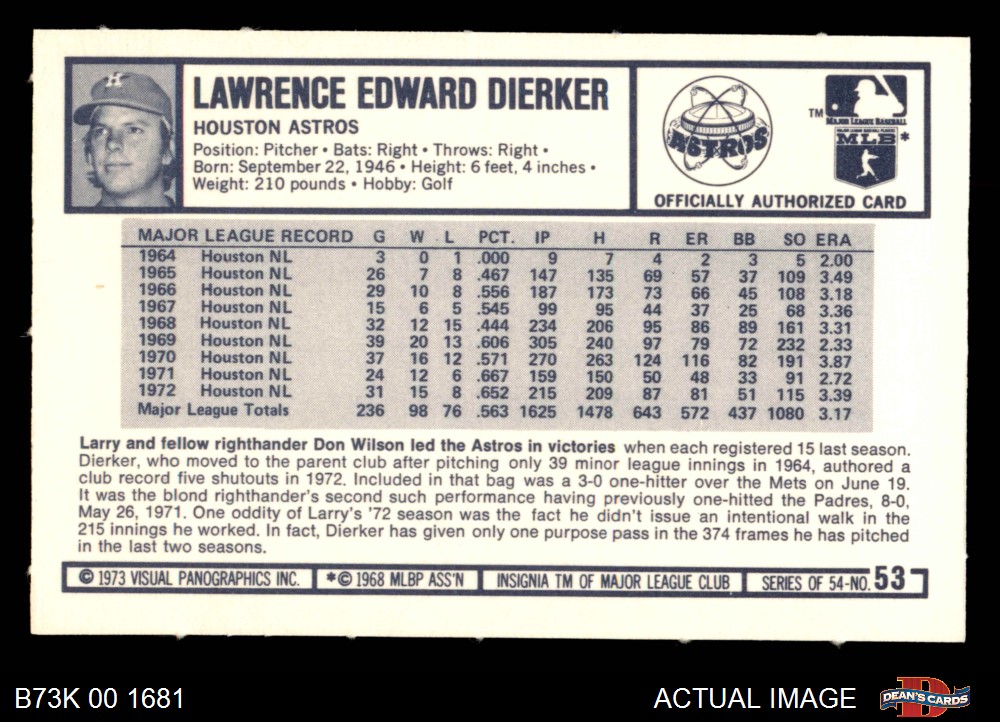 H
LAWRENCE EDWARD DIERKER
HOUSTON ASTROS
Position: Pitcher • Bats: Right • Throws: Right •
Born: September 22, 1946 • Height: 6 feet, 4 inches •
Weight: 210 pounds • Hobby: Golf
ASTROS
TM
MAJOR LEAGUE BASEBALL
MLB *
OFFICIALLY AUTHORIZED CARD
MAJOR LEAGUE RECORD G W L PCT. IP H R ER BB SO ERA
1964 Houston NL 3 0 1 .000 9 7 4 2 3 5 2.00
1965 Houston NL 26 7 8 .467 147 135 69 57 37 109 3.49
1966 Houston NL 29 10 8 .556 187 173 73 66 45 108 3.18
1967 Houston NL 15 6 5 .545 99 95 44 37 25 68 3.36
1968 Houston NL 32 12 15 .444 234 206 95 86 89 161 3.31
1969 Houston NL 39 20 13 .606 305 240 97 79 72 232 2.33
1970 Houston NL 37 16 12 .571 270 263 124 116 82 191 3.87
1971 Houston NL 24 12 6 .667 159 150 50 48 33 91 2.72
1972 Houston NL 31 15 8 .652 215 209 87 81 51 115 3.39
Major League Totals 236 98 76 .563 1625 1478 643 572 437 1080 3.17
Larry and fellow righthander Don Wilson led the Astros in victories when each registered 15 last season.
Dierker, who moved to the parent club after pitching only 39 minor league innings in 1964, authored a
club record five shutouts in 1972. Included in that bag was a 3-0 one-hitter over the Mets on June 19.
It was the blond righthander's second such performance having previously one-hitted the Padres, 8-0,
May 26, 1971. One oddity of Larry's '72 season was the fact he didn't issue an intentional walk in the
215 innings he worked. In fact, Dierker has given only one purpose pass in the 374 frames he has pitched
in the last two seasons.
© 1973 VISUAL PANOGRAPHICS INC. *© 1968 MLBP ASS'N INSIGNIA TM OF MAJOR LEAGUE CLUB SERIES OF 54-NO. 53
B73K 00 1681 ACTUAL IMAGE DEAN'S CARDS